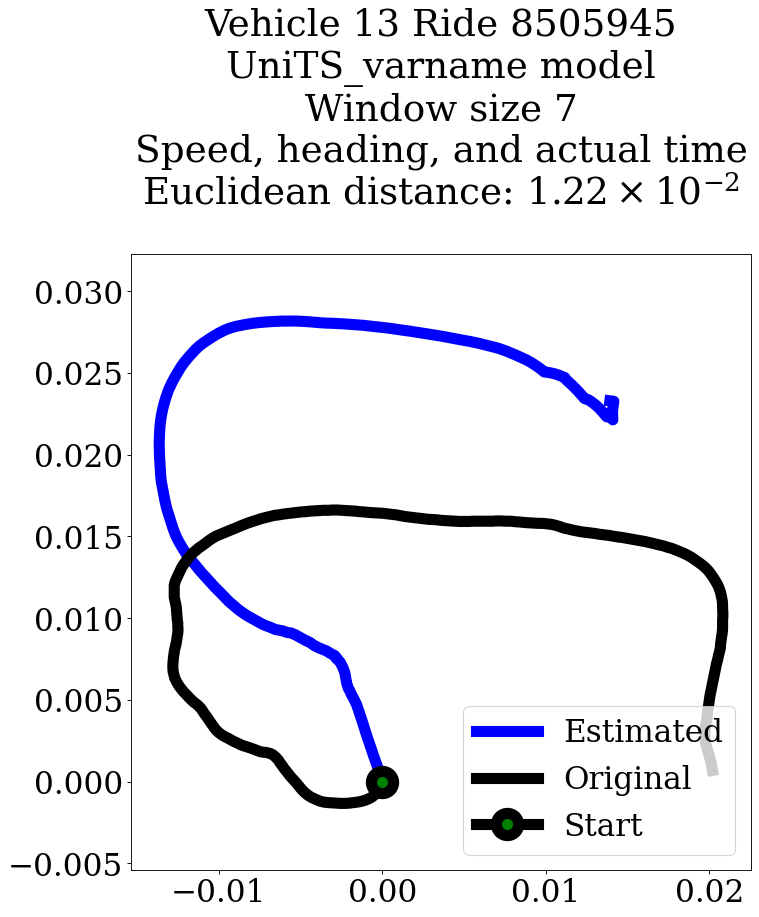 Vehicle 13 Ride 8505945
UniTS_varname model
Window size 7
Speed, heading, and actual time
Euclidean distance: 1.22 × 10⁻²
0.030
0.025
0.020
0.015
0.010
0.005
0.000
−0.005
−0.01 0.00 0.01 0.02
Estimated
Original
Start